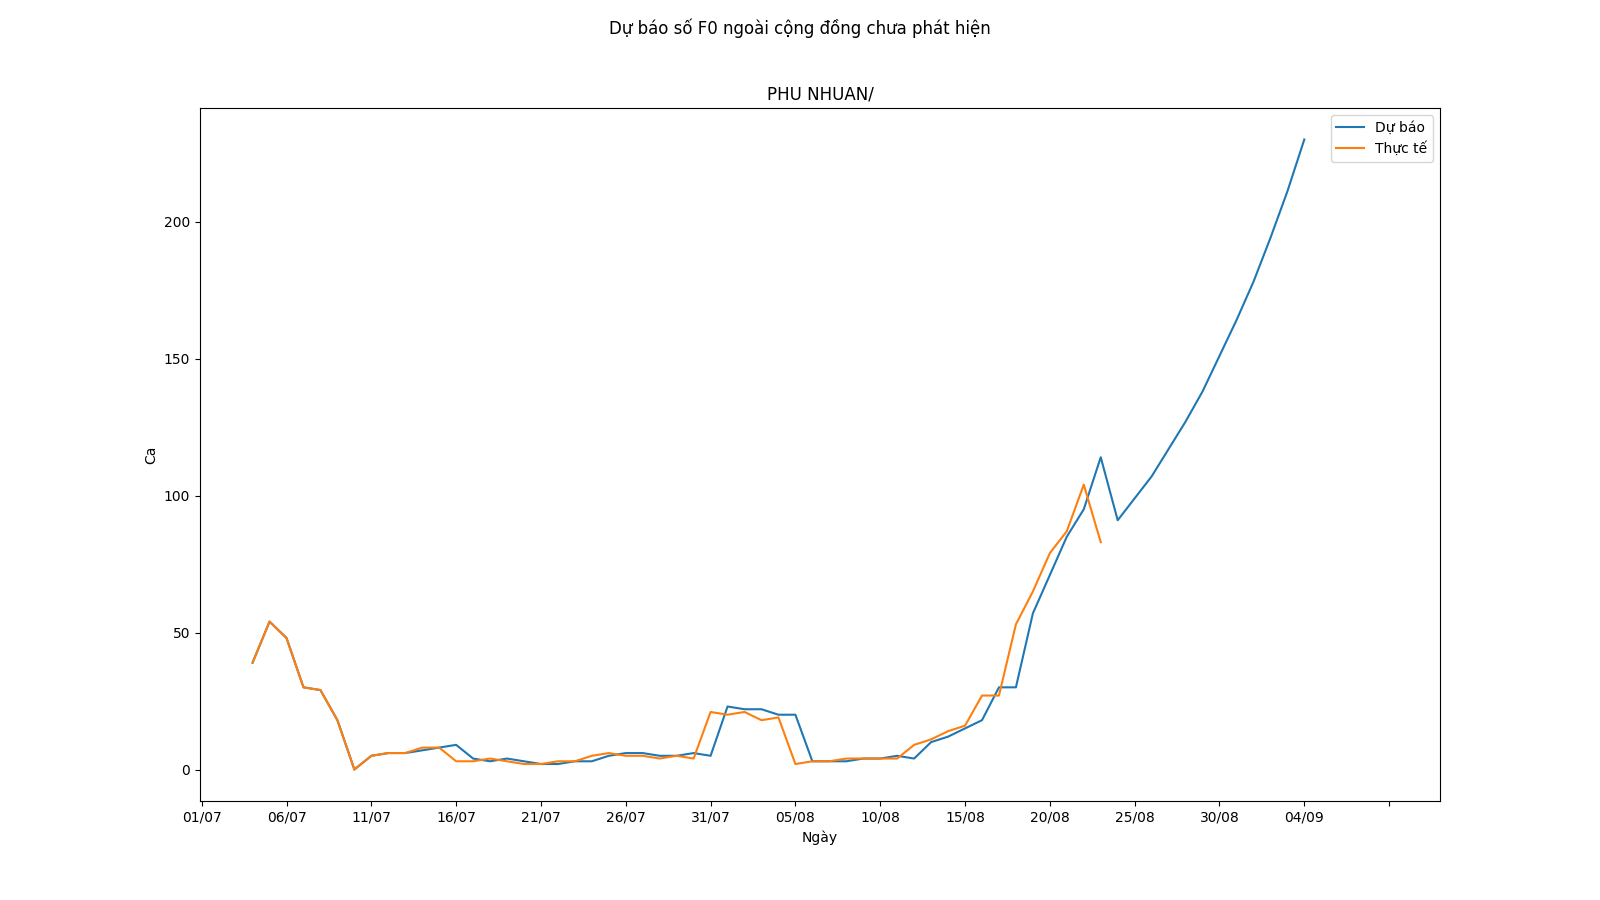 Dự báo số F0 ngoài cộng đồng chưa phát hiện
PHU NHUAN/
Dự báo
Thực tế
200
150
Ca
100
50
0
01/07 06/07 11/07 16/07 21/07 26/07 31/07 05/08 10/08 15/08 20/08 25/08 30/08 04/09
Ngày